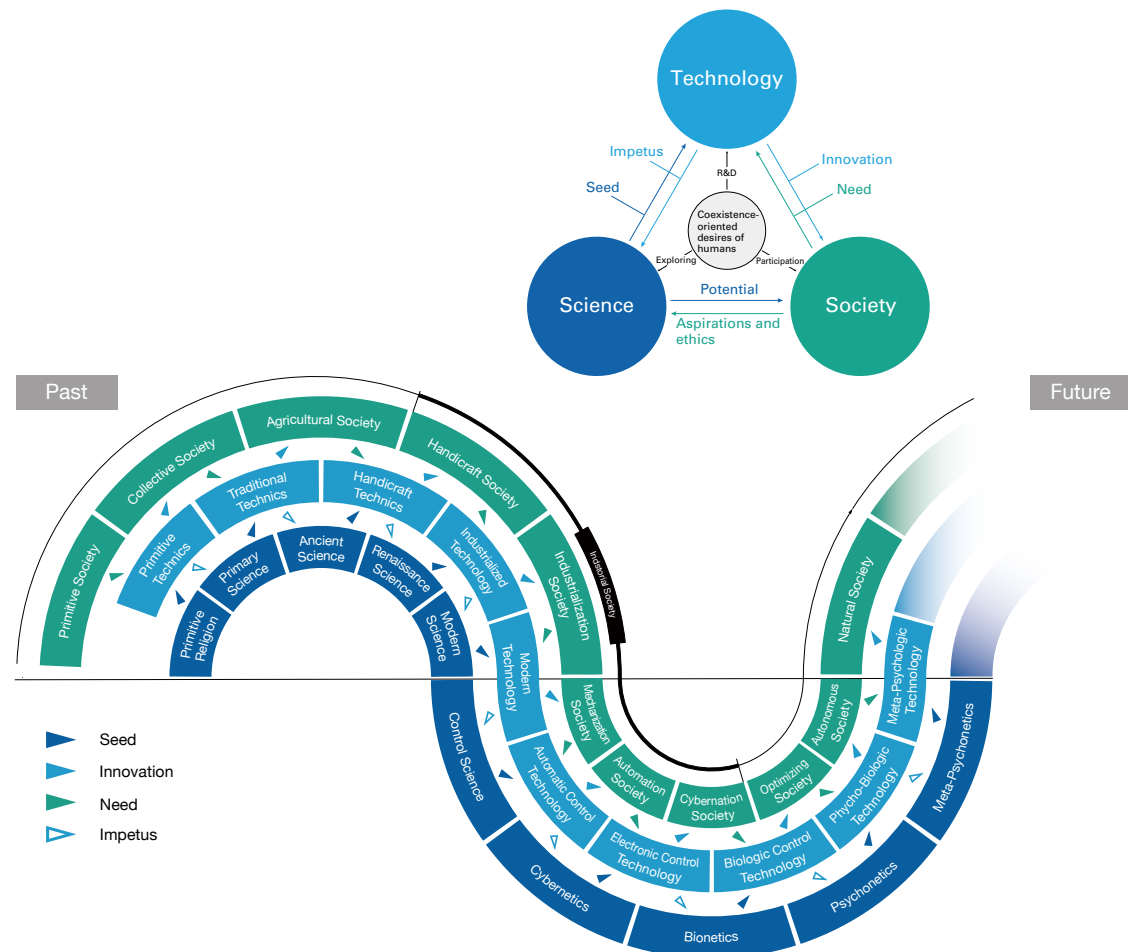 Technology
Impetus
Innovation
R&D
Seed
Need
Coexistence-
oriented
desires of
humans
Exploring
Participation
Science
Potential
Society
Aspirations and
ethics
Past
Future
Primitive Society
Collective Society
Agricultural Society
Handicraft Society
Industrialization
Society
Indstorial Society
Mechanization
Society
Automation
Society
Cybernation
Society
Optimizing
Society
Autonomous
Society
Natural Society
Primitive
Technics
Traditional
Technics
Handicraft
Technics
Industrialized
Technology
Modern
Technology
Automatic Control
Technology
Electronic Control
Technology
Biologic Control
Technology
Phycho-Biologic
Technology
Meta-Psychologic
Technology
Primitive
Religion
Primary
Science
Ancient
Science
Renaissance
Science
Modern
Science
Control Science
Cybernetics
Bionetics
Psychonetics
Meta-Psychonetics
Seed
Innovation
Need
Impetus